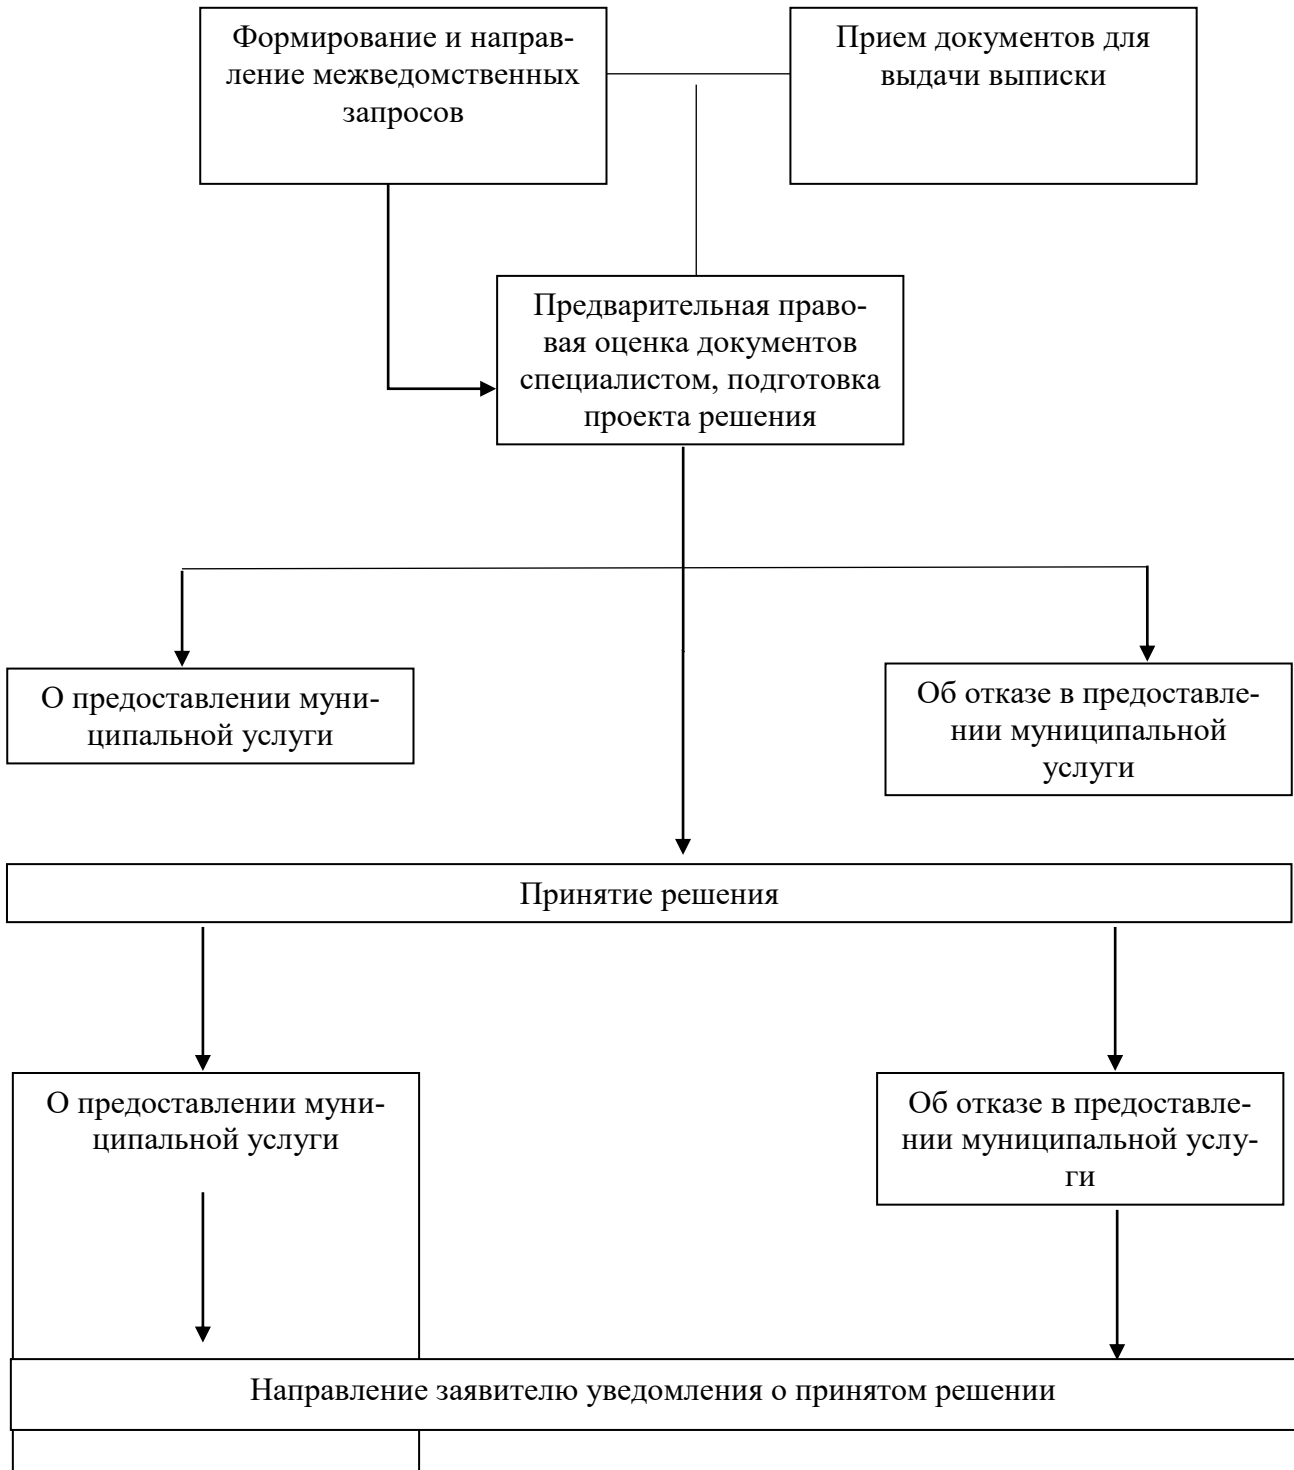 Формирование и направ-
ление межведомственных
запросов
Прием документов для
выдачи выписки
Предварительная право-
вая оценка документов
специалистом, подготовка
проекта решения
О предоставлении муни-
ципальной услуги
Об отказе в предоставле-
нии муниципальной
услуги
Принятие решения
О предоставлении муни-
ципальной услуги
Об отказе в предоставле-
нии муниципальной услу-
ги
Направление заявителю уведомления о принятом решении